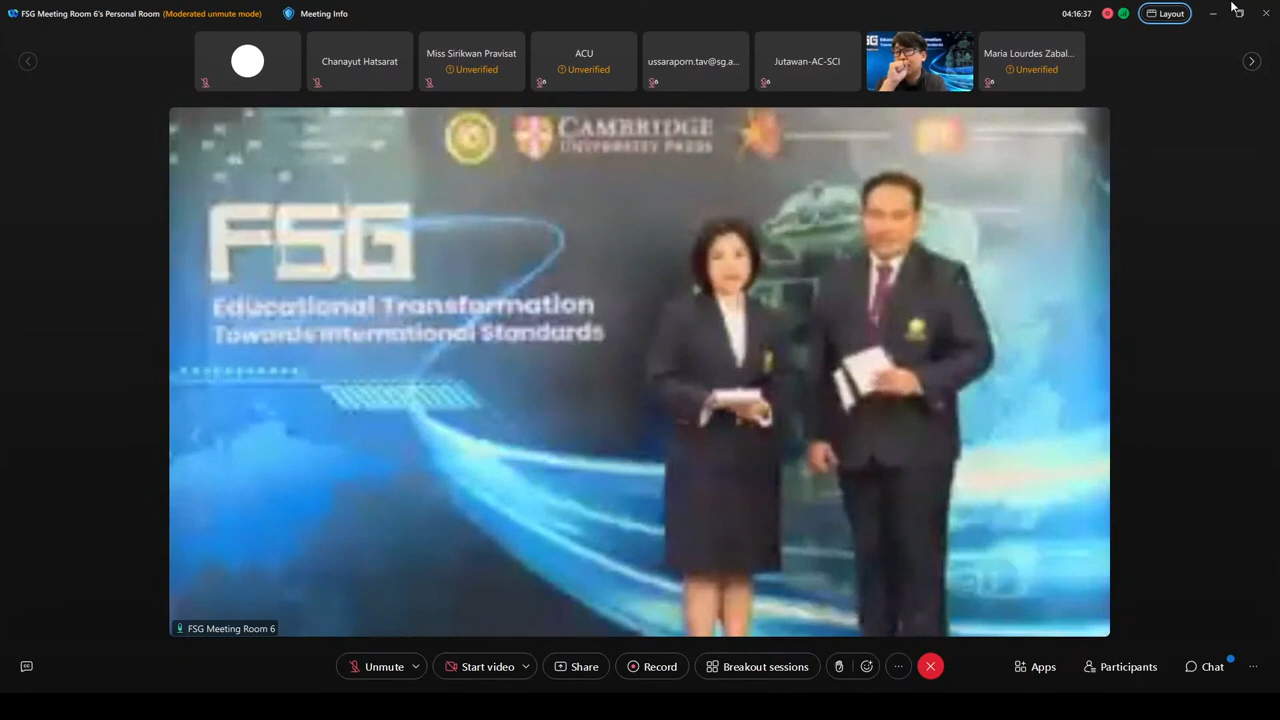 FSG Meeting Room 6's Personal Room (Moderated unmute mode)
Meeting Info
04:16:37
Layout
Chanayut Hatsarat
Miss Sirikwan Pravisat
Unverified
ACU
Unverified
ussaraporn.tav@sg.a...
Jutawan-AC-SCI
Maria Lourdes Zabal...
Unverified
CAMBRIDGE
UNIVERSITY PRESS
FSG
Educational Transformation
Towards International Standards
FSG Meeting Room 6
Unmute
Start video
Share
Record
Breakout sessions
Apps
Participants
Chat